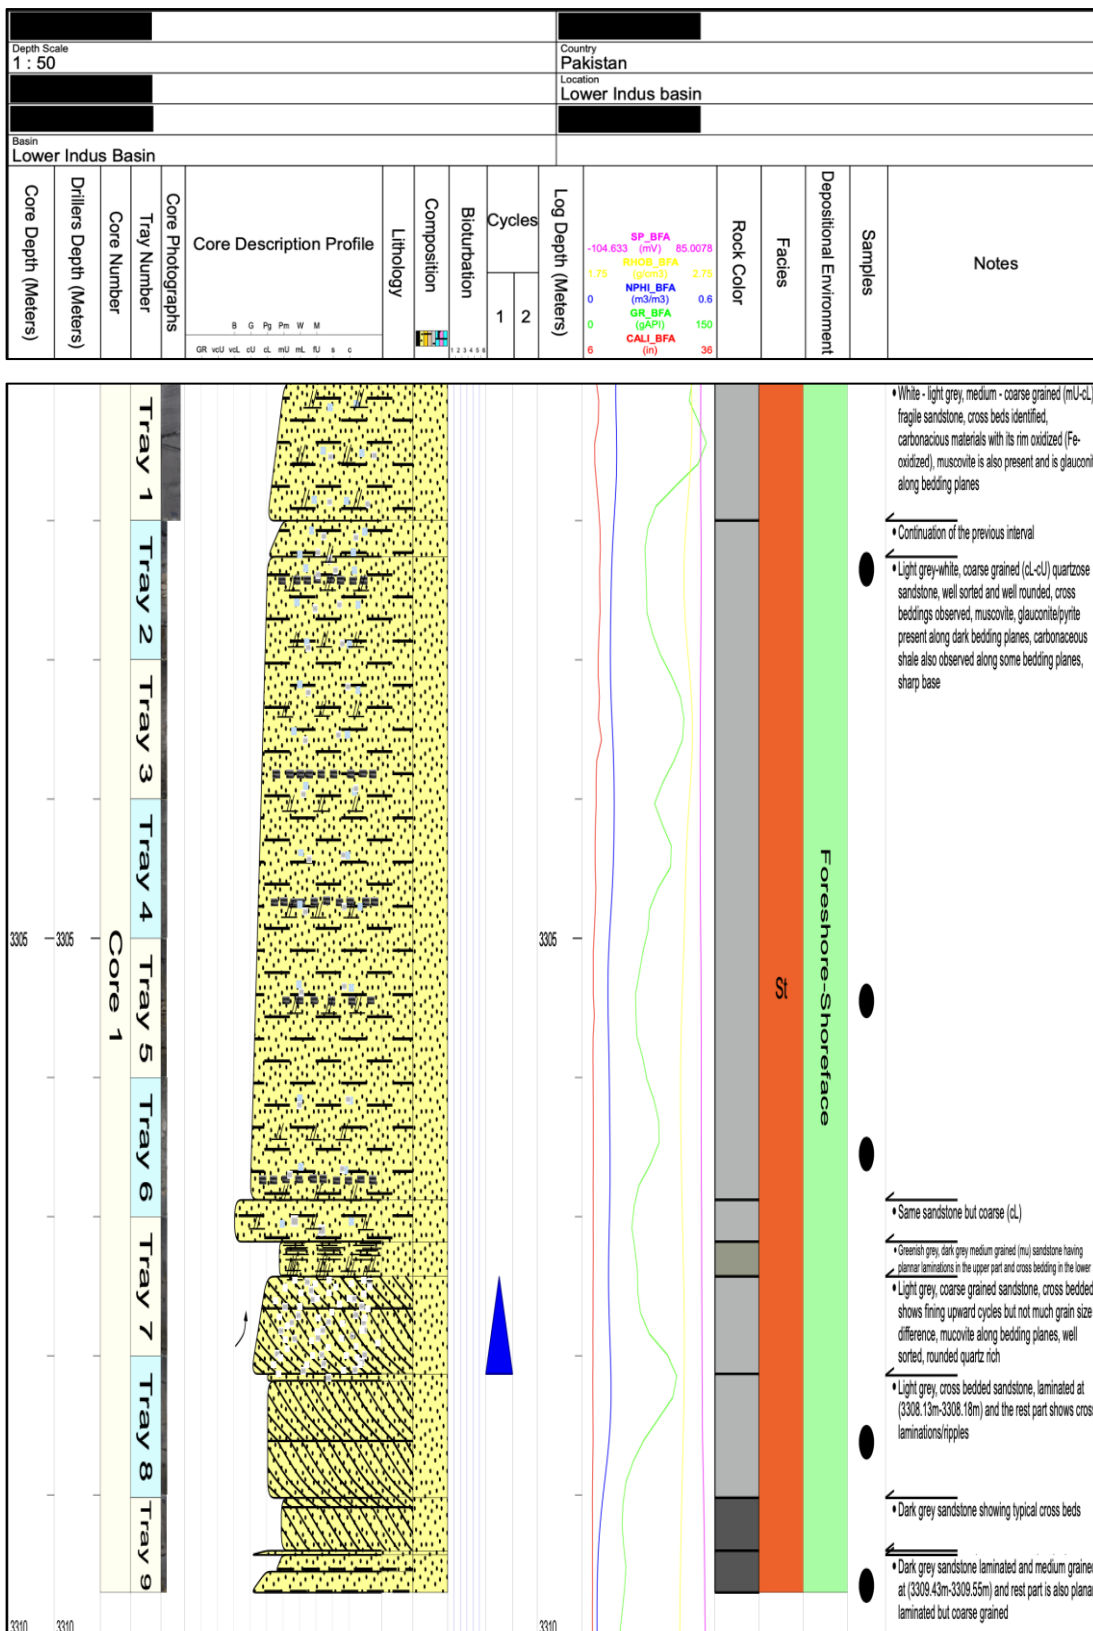 Depth Scale
1 : 50
Country
Pakistan
Location
Lower Indus basin
Basin
Lower Indus Basin
Core Depth (Meters)
Drillers Depth (Meters)
Core Number
Tray Number
Core Photographs
Core Description Profile
B G Pg Pm W M
GR vcU vcL cU cL mU mL fU s c
Lithology
Composition
Bioturbation
1 2 3 4 5 6
Cycles
1 2
Log Depth (Meters)
SP_BFA
-104.633 (mV) 85.0078
RHOB_BFA
1.75 (g/cm3) 2.75
NPHI_BFA
0 (m3/m3) 0.6
GR_BFA
0 (gAPI) 150
CALI_BFA
6 (in) 36
Rock Color
Facies
Depositional Environment
Samples
Notes
Tray 1
Tray 2
Tray 3
Tray 4
Tray 5
Tray 6
Tray 7
Tray 8
Tray 9
Core 1
3305
3305
3305
3310
3310
3310
St
Foreshore-Shoreface
• White - light grey, medium - coarse grained (mU-cL)
fragile sandstone, cross beds identified,
carbonacious materials with its rim oxidized (Fe-
oxidized), muscovite is also present and is glauconit
along bedding planes
• Continuation of the previous interval
• Light grey-white, coarse grained (cL-cU) quartzose
sandstone, well sorted and well rounded, cross
beddings observed, muscovite, glauconite/pyrite
present along dark bedding planes, carbonaceous
shale also observed along some bedding planes,
sharp base
• Same sandstone but coarse (cL)
• Greenish grey, dark grey medium grained (mu) sandstone having
plannar laminations in the upper part and cross bedding in the lower
• Light grey, coarse grained sandstone, cross bedded
shows fining upward cycles but not much grain size
difference, mucovite along bedding planes, well
sorted, rounded quartz rich
• Light grey, cross bedded sandstone, laminated at
(3308.13m-3308.18m) and the rest part shows cross
laminations/ripples
• Dark grey sandstone showing typical cross beds
• Dark grey sandstone laminated and medium grained
at (3309.43m-3309.55m) and rest part is also planar
laminated but coarse grained